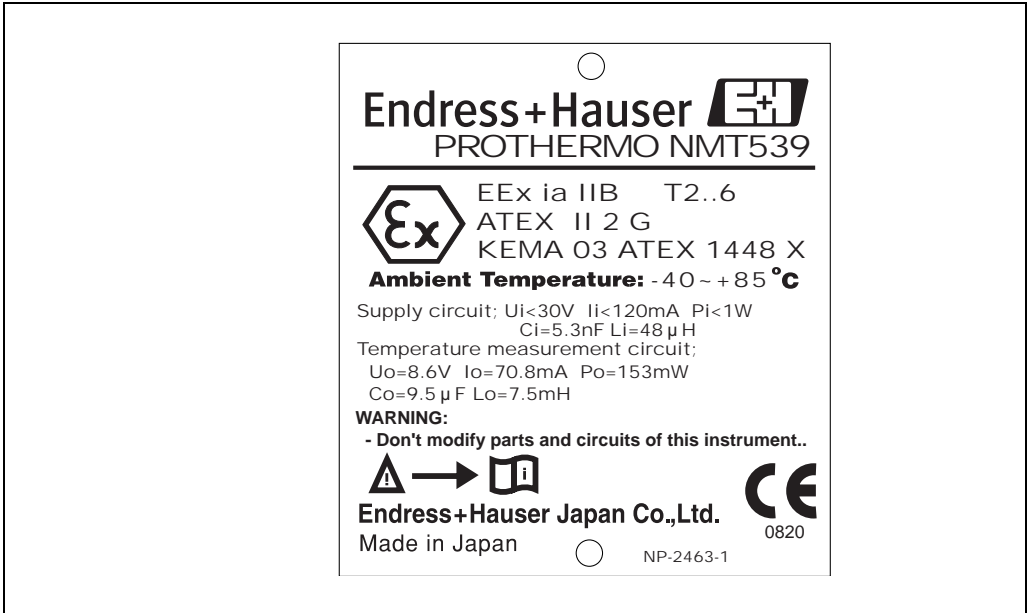 Endress+Hauser E+H
PROTHERMO NMT539
Ex EEx ia IIB T2..6
ATEX II 2 G
KEMA 03 ATEX 1448 X
Ambient Temperature: -40~+85°C
Supply circuit; Ui<30V Ii<120mA Pi<1W
Ci=5.3nF Li=48µH
Temperature measurement circuit;
Uo=8.6V Io=70.8mA Po=153mW
Co=9.5µF Lo=7.5mH
WARNING:
- Don't modify parts and circuits of this instrument..
! i
CE
Endress+Hauser Japan Co.,Ltd.
0820
Made in Japan
NP-2463-1